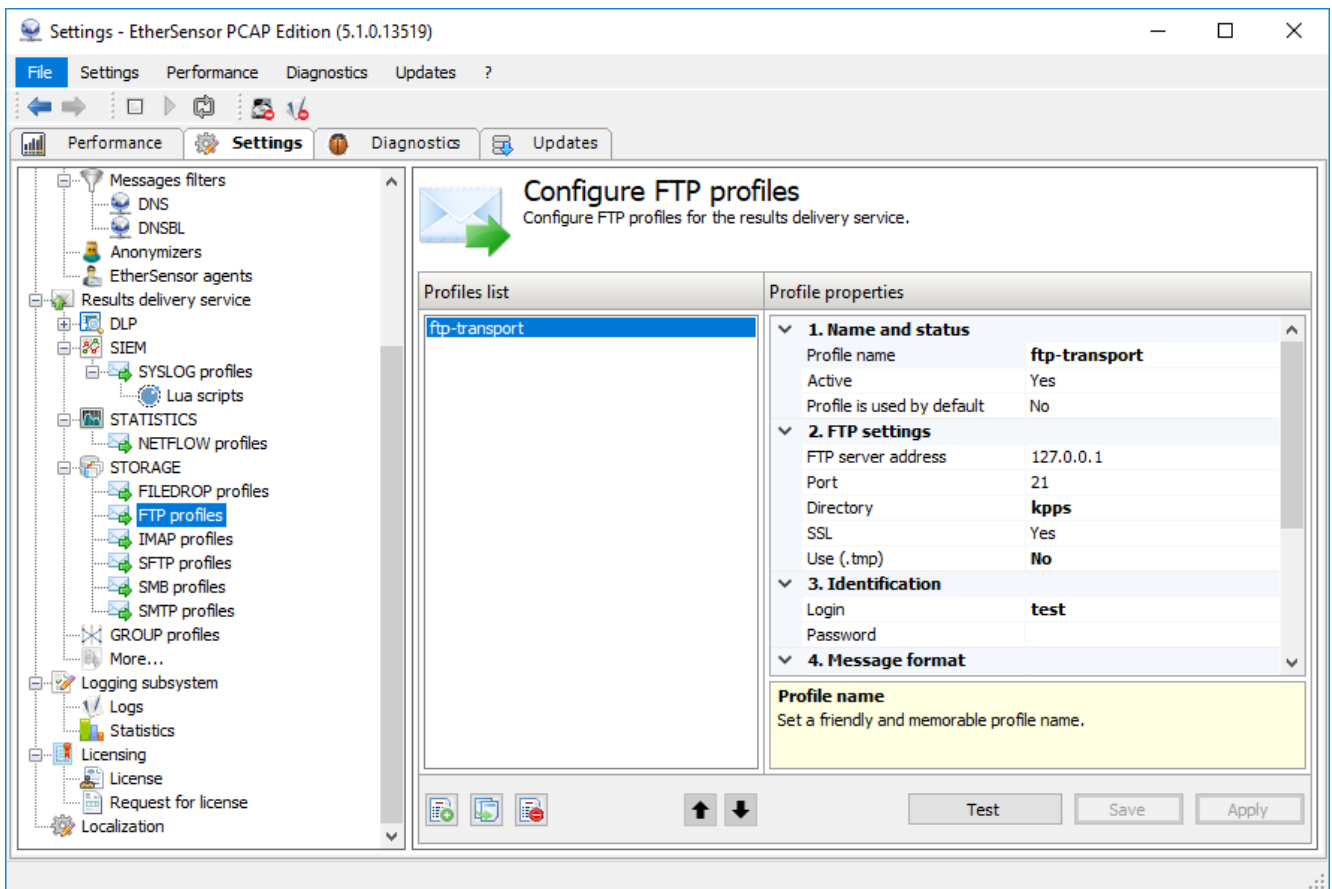 Settings - EtherSensor PCAP Edition (5.1.0.13519)
File Settings Performance Diagnostics Updates ?
Performance Settings Diagnostics Updates
Messages filters
DNS
DNSBL
Anonymizers
EtherSensor agents
Results delivery service
DLP
SIEM
SYSLOG profiles
Lua scripts
STATISTICS
NETFLOW profiles
STORAGE
FILEDROP profiles
FTP profiles
IMAP profiles
SFTP profiles
SMB profiles
SMTP profiles
GROUP profiles
More...
Logging subsystem
Logs
Statistics
Licensing
License
Request for license
Localization
Configure FTP profiles
Configure FTP profiles for the results delivery service.
Profiles list
ftp-transport
Profile properties
1. Name and status
Profile name ftp-transport
Active Yes
Profile is used by default No
2. FTP settings
FTP server address 127.0.0.1
Port 21
Directory kpps
SSL Yes
Use (.tmp) No
3. Identification
Login test
Password
4. Message format
Profile name
Set a friendly and memorable profile name.
Test Save Apply